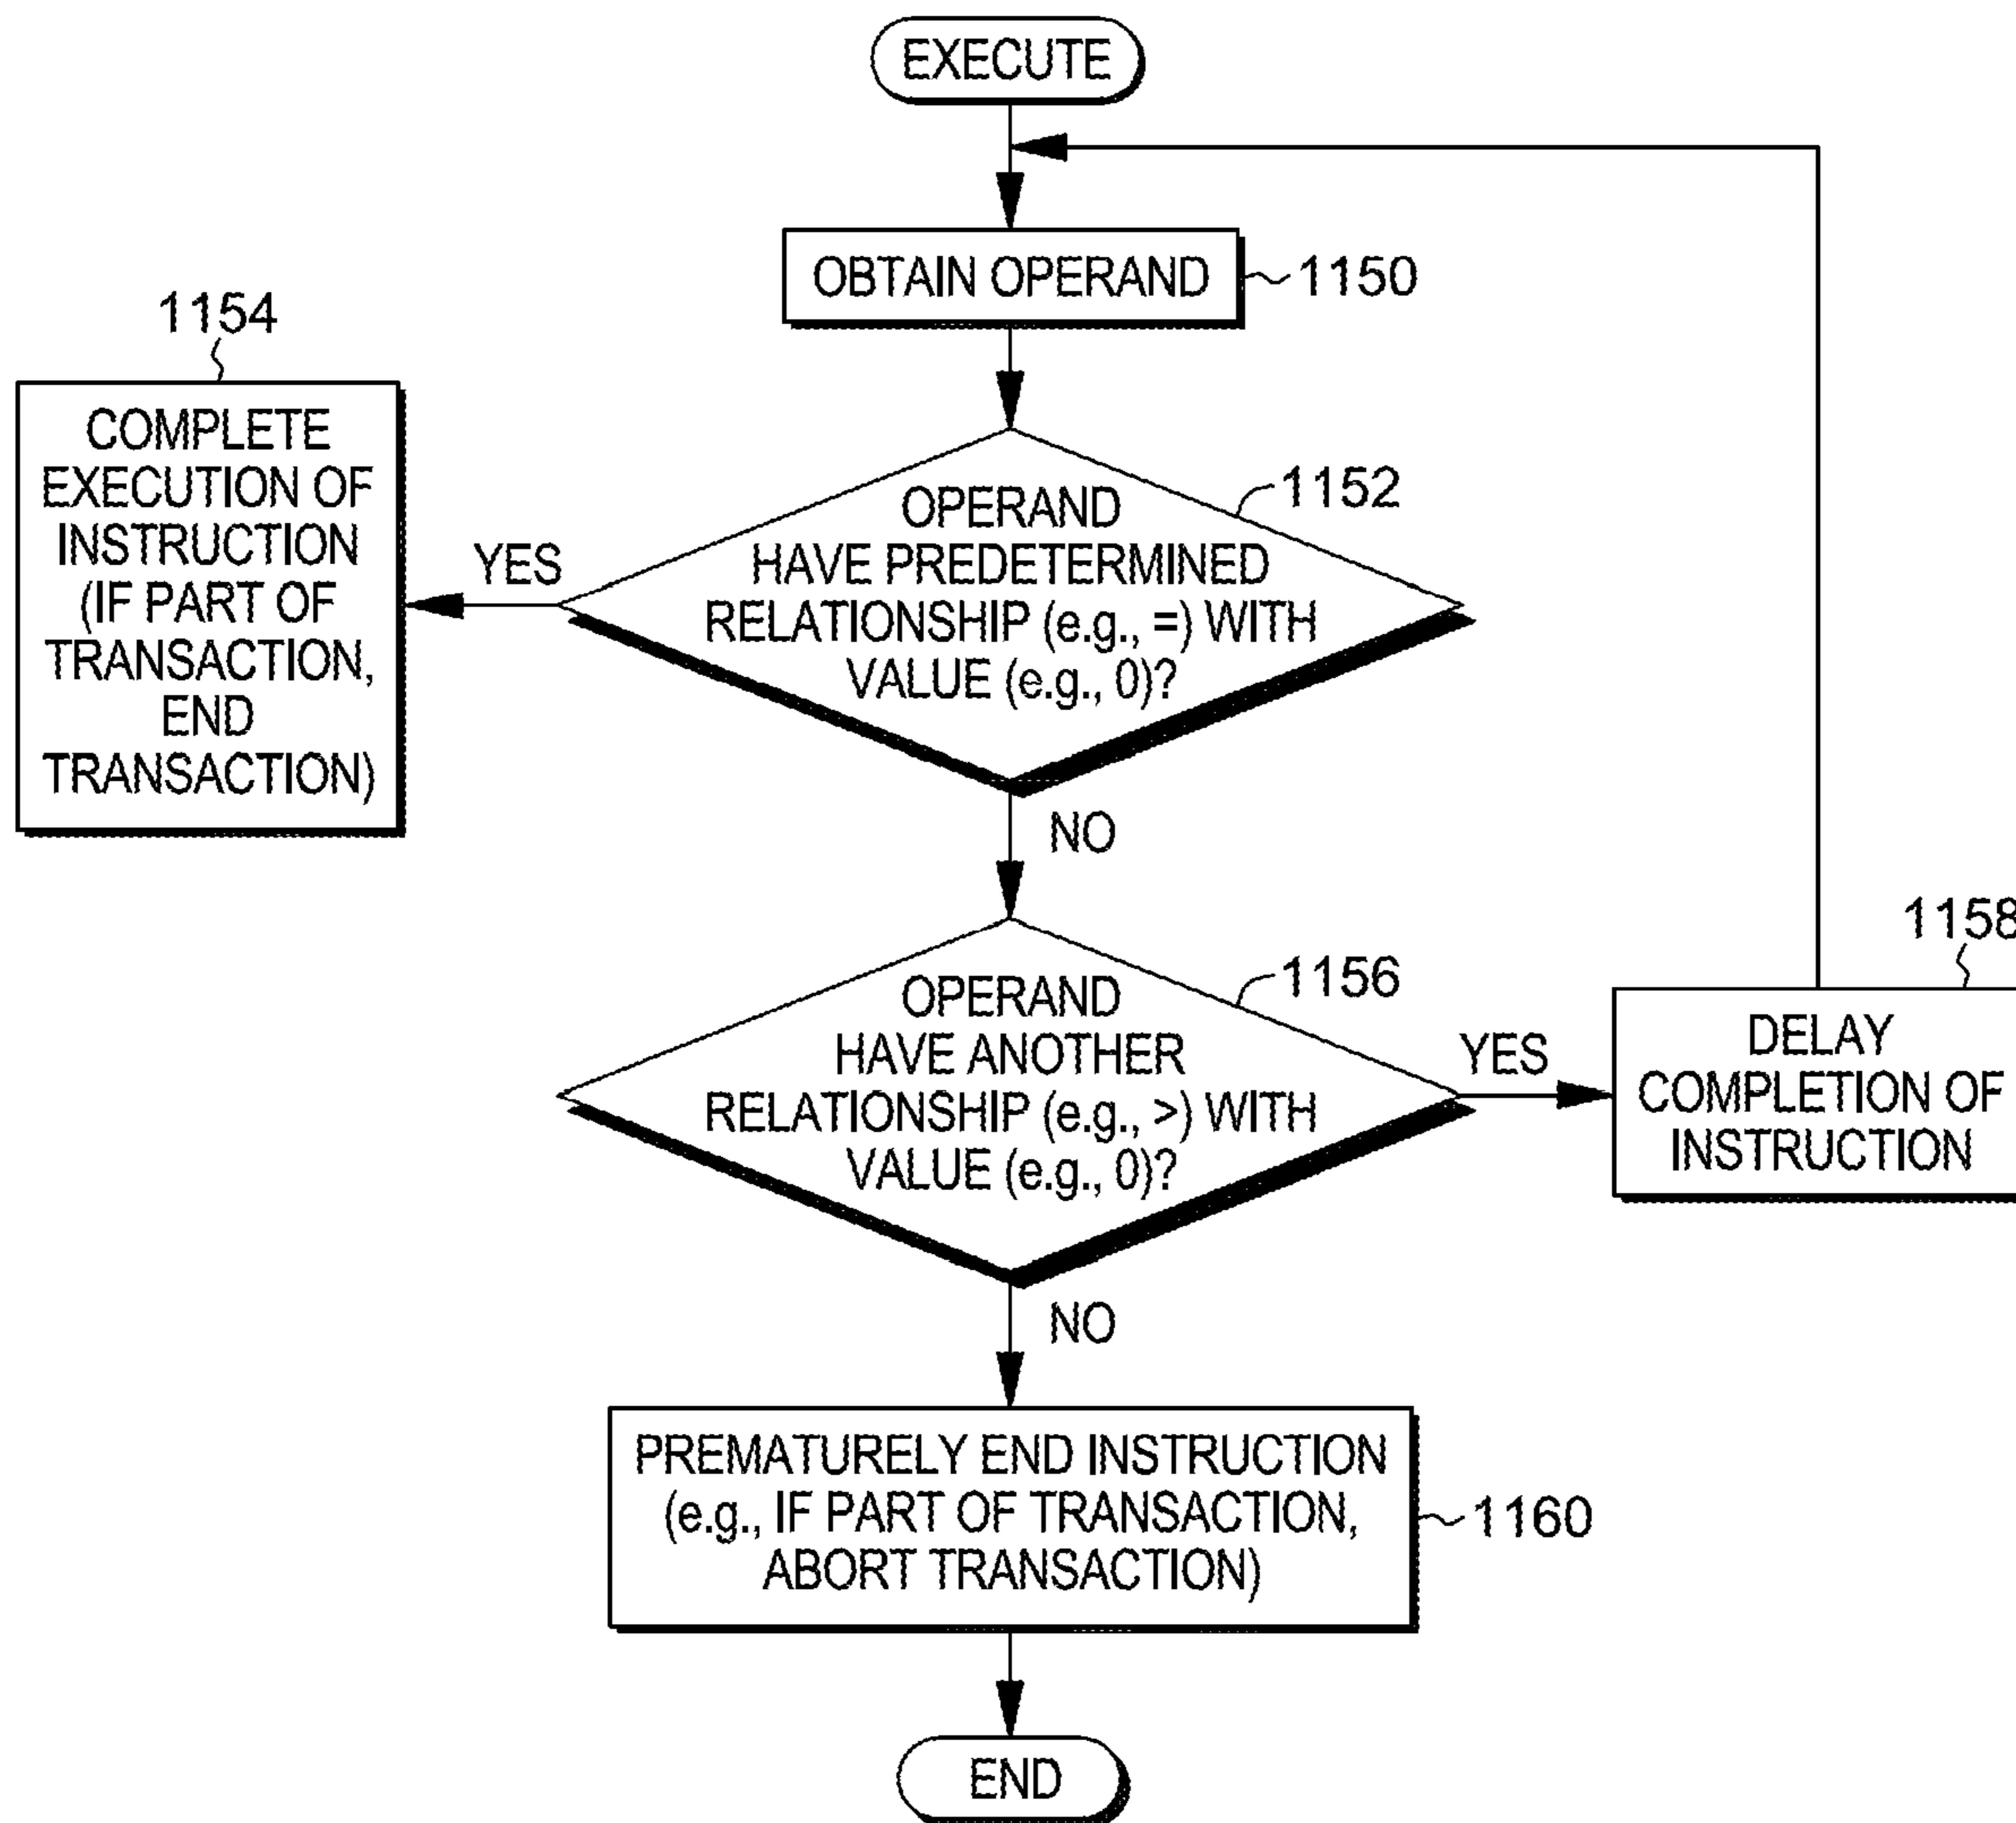 EXECUTE
OBTAIN OPERAND
1150
1154
COMPLETE
EXECUTION OF
INSTRUCTION
(IF PART OF
TRANSACTION,
END
TRANSACTION)
1152
OPERAND
HAVE PREDETERMINED
RELATIONSHIP (e.g., =) WITH
VALUE (e.g., 0)?
YES
NO
1156
OPERAND
HAVE ANOTHER
RELATIONSHIP (e.g., >) WITH
VALUE (e.g., 0)?
YES
1158
DELAY
COMPLETION OF
INSTRUCTION
NO
PREMATURELY END INSTRUCTION
(e.g., IF PART OF TRANSACTION,
ABORT TRANSACTION)
1160
END